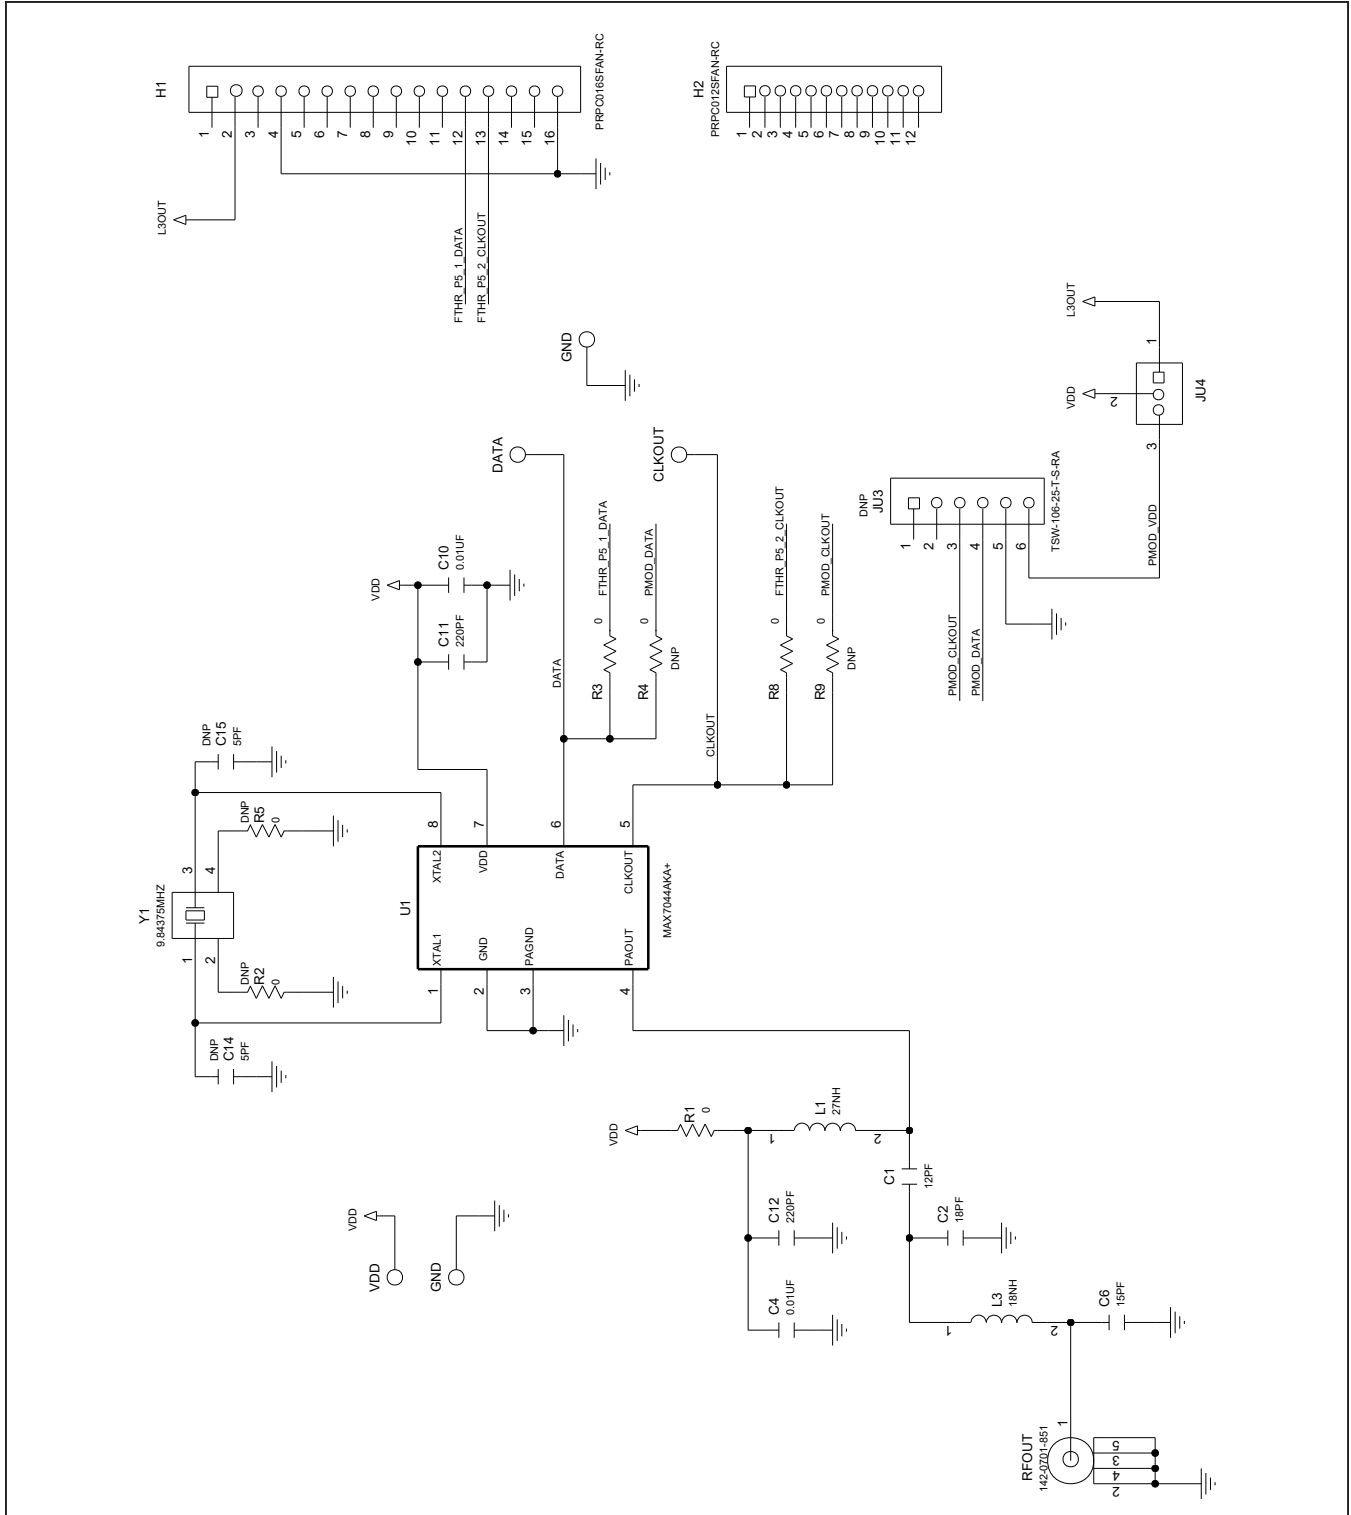 H1
PRPC016SFAN-RC
1
2
3
4
5
6
7
8
9
10
11
12
13
14
15
16
L3OUT
FTHR_P5_1_DATA
FTHR_P5_2_CLKOUT
H2
PRPC012SFAN-RC
1
2
3
4
5
6
7
8
9
10
11
12
GND
DATA
CLKOUT
L3OUT
VDD
1
2
3
JU4
DNP
JU3
TSW-106-25-T-S-RA
1
2
3
4
5
6
PMOD_VDD
PMOD_CLKOUT
PMOD_DATA
VDD
C10
0.01UF
C11
220PF
DATA
FTHR_P5_1_DATA
0
R3
PMOD_DATA
0
R4
DNP
CLKOUT
FTHR_P5_2_CLKOUT
0
R8
PMOD_CLKOUT
0
R9
DNP
DNP
C15
5PF
DNP
R5
0
Y1
9.84375MHZ
3
4
1
2
DNP
R2
0
DNP
C14
5PF
U1
MAX7044AKA+
8
XTAL2
7
VDD
6
DATA
5
CLKOUT
XTAL1
1
GND
2
PAGND
3
PAOUT
4
VDD
R1
0
L1
27NH
1
2
C1
12PF
C12
220PF
C4
0.01UF
C2
18PF
L3
18NH
1
2
C6
15PF
VDD
VDD
GND
RFOUT
142-0701-851
1
5
3
4
2